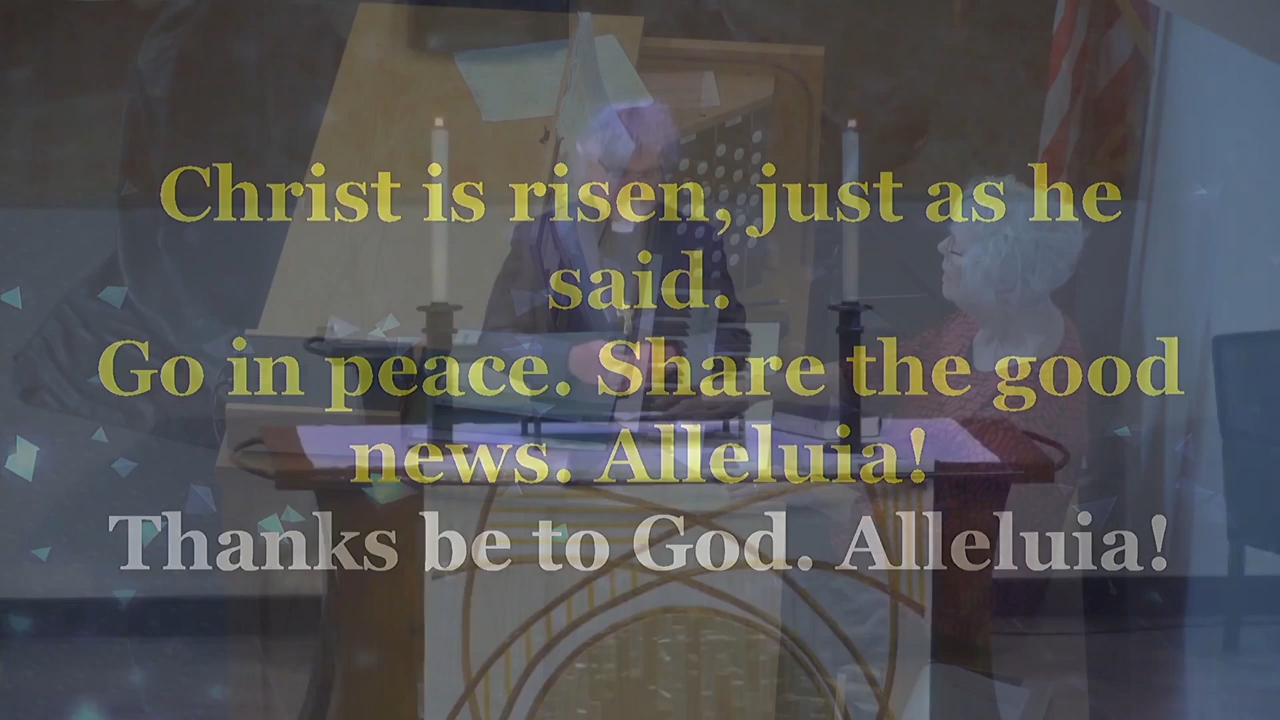 Christ is risen, just as he
said.
Go in peace. Share the good
news. Alleluia!
Thanks be to God. Alleluia!